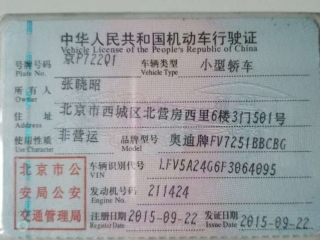 中华人民共和国机动车行驶证
Vehicle License of the People's Republic of China
号牌号码 京P722Q1 车辆类型 小型轿车
Plate No. Vehicle Type
所有人 张晓昭
Owner
住址 北京市西城区北营房西里6楼3门501号
Address
使用性质 非营运 品牌型号 奥迪牌FV7251BBCBG
Use Character Model
北京市公安局公安交通管理局
车辆识别代号 LFV5A24G6F3064095
VIN
发动机号码 211424
Engine No.
注册日期 2015-09-22 发证日期 2015-09-22
Register Date Issue Date